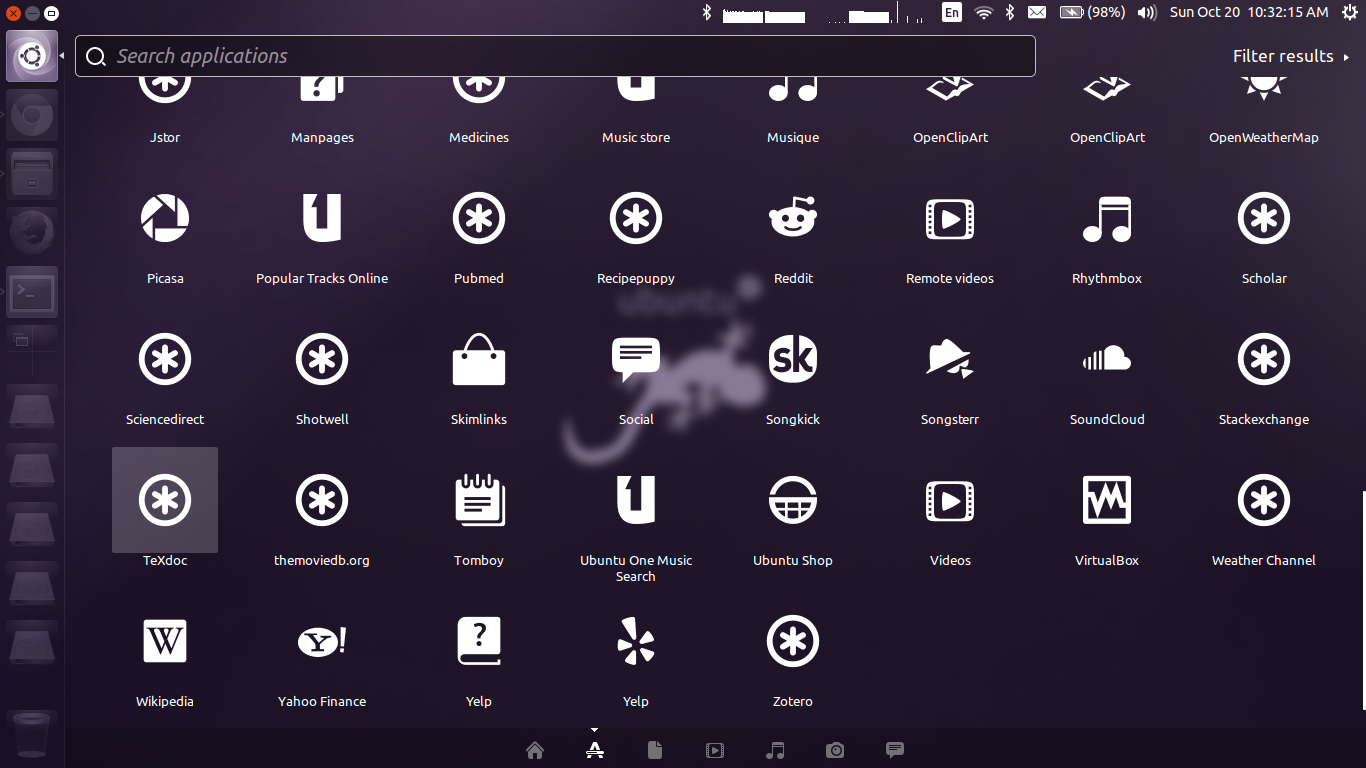 En (98%) Sun Oct 20 10:32:15 AM
Search applications
Filter results
Jstor Manpages Medicines Music store Musique OpenClipArt OpenClipArt OpenWeatherMap
Picasa Popular Tracks Online Pubmed Recipepuppy Reddit Remote videos Rhythmbox Scholar
ubuntu
sk
Sciencedirect Shotwell Skimlinks Social Songkick Songsterr SoundCloud Stackexchange
TeXdoc themoviedb.org Tomboy Ubuntu One Music Ubuntu Shop Videos VirtualBox Weather Channel
Search
W Y! ?
Wikipedia Yahoo Finance Yelp Yelp Zotero